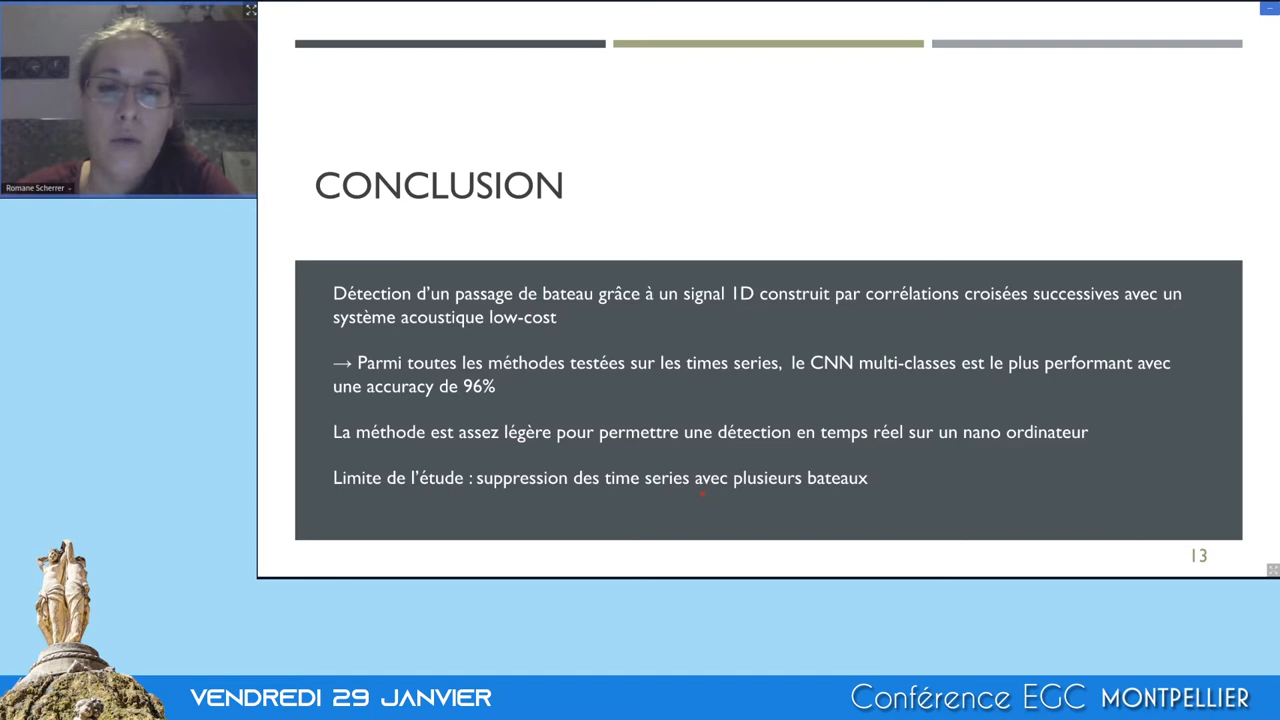 Romane Scherrer
CONCLUSION
Détection d'un passage de bateau grâce à un signal 1D construit par corrélations croisées successives avec un
système acoustique low-cost
→ Parmi toutes les méthodes testées sur les times series, le CNN multi-classes est le plus performant avec
une accuracy de 96%
La méthode est assez légère pour permettre une détection en temps réel sur un nano ordinateur
Limite de l'étude : suppression des time series avec plusieurs bateaux
13
VENDREDI 29 JANVIER
Conférence EGC MONTPELLIER